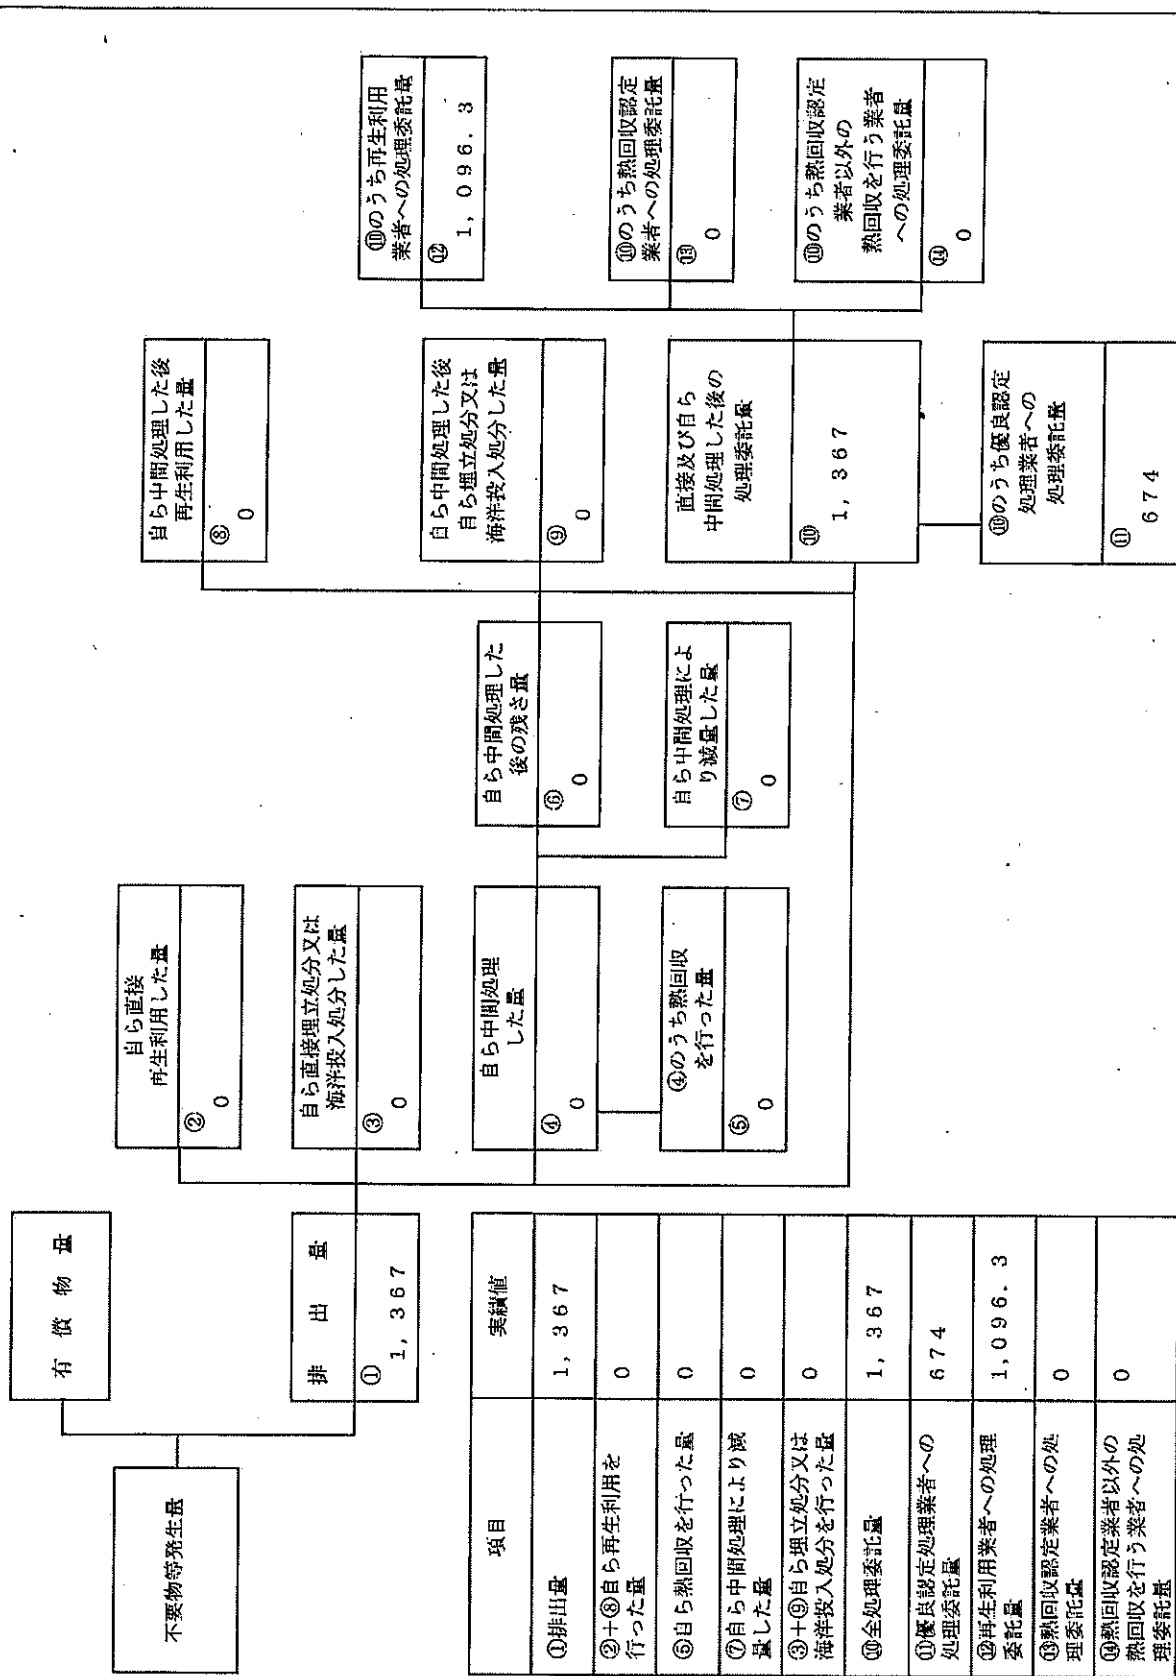 不要物等発生量
有償物量
排出量
① 1,367
自ら直接
再生利用した量
② 0
自ら直接埋立処分又は
海洋投入処分した量
③ 0
自ら中間処理
した量
④ 0
④のうち熱回収
を行った量
⑤ 0
自ら中間処理した
後の残さ量
⑥ 0
自ら中間処理によ
り減量した量
⑦ 0
自ら中間処理した後
再生利用した量
⑧ 0
自ら中間処理した後
自ら埋立処分又は
海洋投入処分した量
⑨ 0
直接及び自ら
中間処理した後の
処理委託量
⑩ 1,367
⑩のうち優良認定
処理業者への
処理委託量
⑪ 674
⑩のうち再生利用
業者への処理委託量
⑫ 1,096.3
⑩のうち熱回収認定
業者への処理委託量
⑬ 0
⑩のうち熱回収認定
業者以外の
熱回収を行う業者
への処理委託量
⑭ 0
項目 実績値
①排出量 1,367
②+⑧自ら再生利用を
行った量 0
⑤自ら熱回収を行った量 0
⑦自ら中間処理により減
量した量 0
③+⑨自ら埋立処分又は
海洋投入処分を行った量 0
⑩全処理委託量 1,367
⑪優良認定処理業者への
処理委託量 674
⑫再生利用業者への処理
委託量 1,096.3
⑬熱回収認定業者への処
理委託量 0
⑭熱回収認定業者以外の
熱回収を行う業者への処
理委託量 0